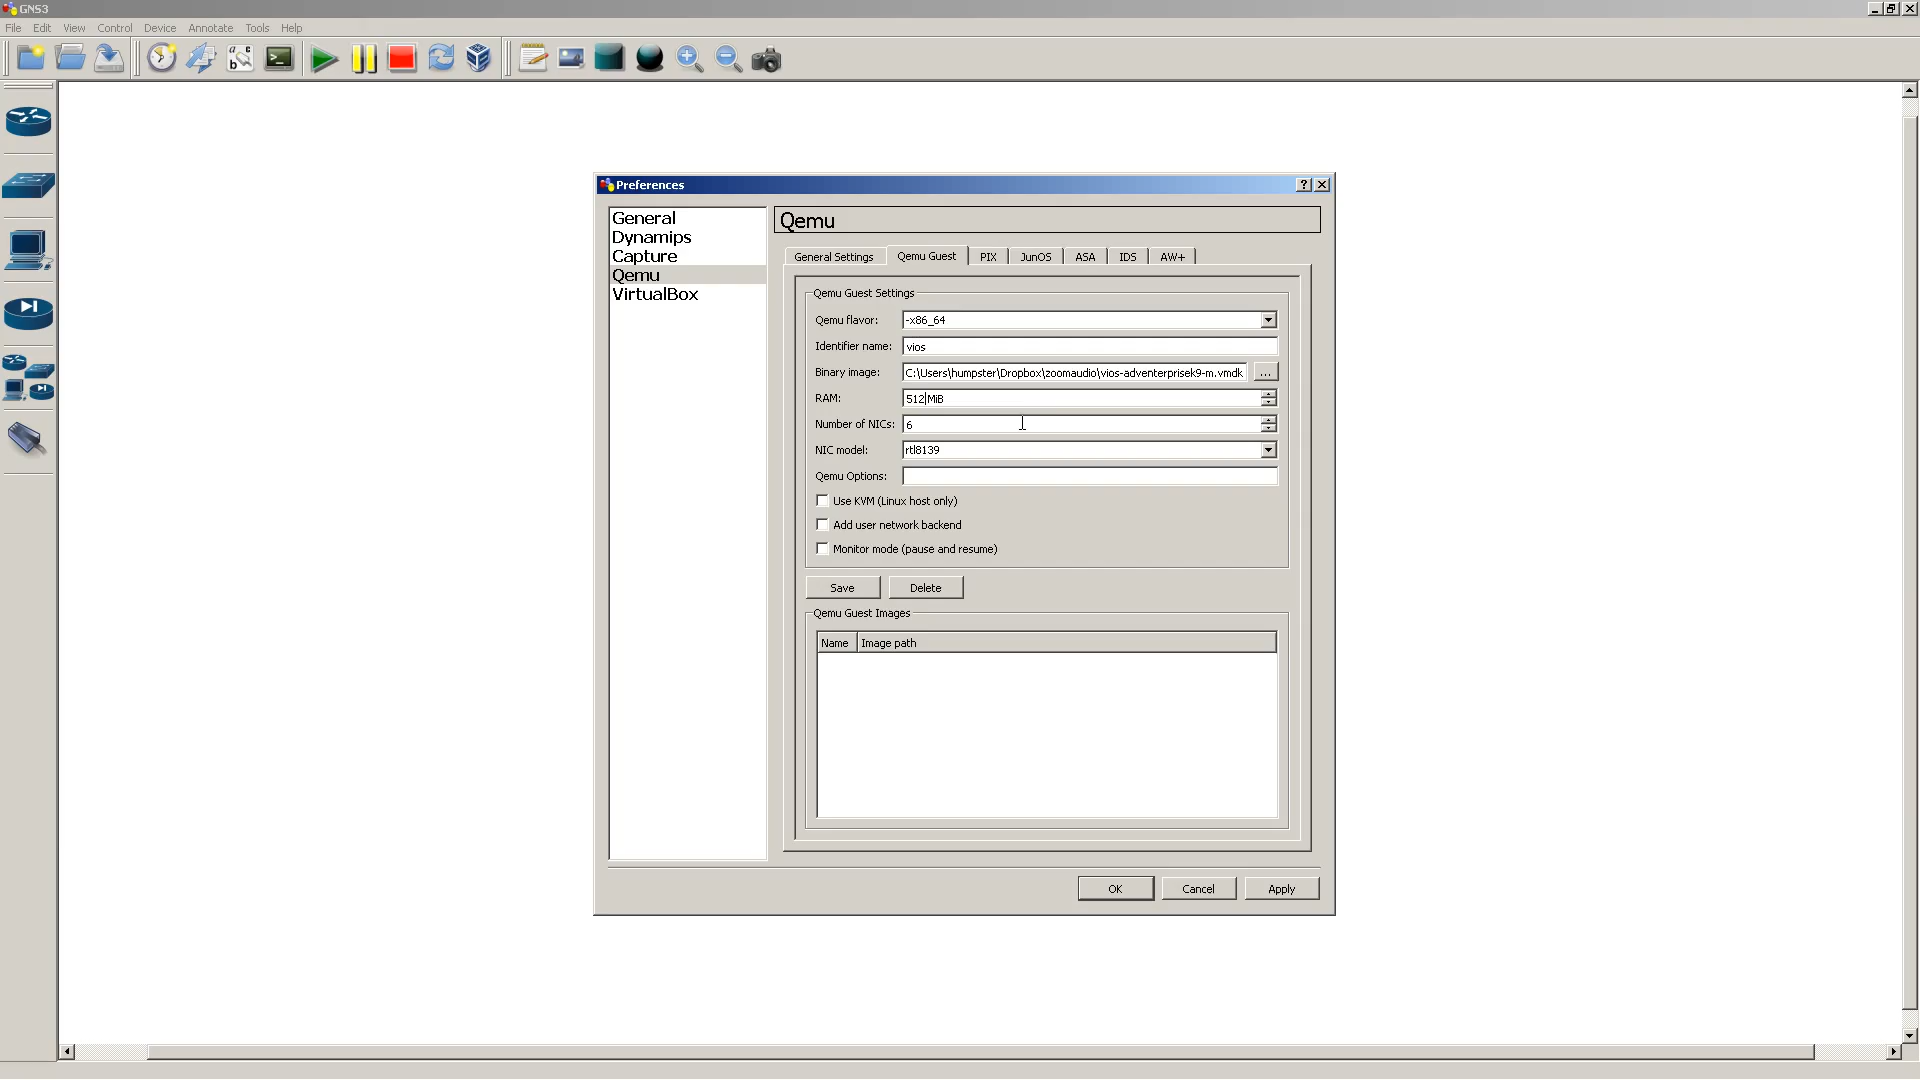 GNS3
File Edit View Control Device Annotate Tools Help
Preferences
General
Dynamips
Capture
Qemu
VirtualBox
Qemu
General Settings Qemu Guest PIX JunOS ASA IDS AW+
Qemu Guest Settings
Qemu flavor: -x86_64
Identifier name: vios
Binary image: C:\Users\humpster\Dropbox\zoomaudio\vios-adventerprisek9-m.vmdk ...
RAM: 512 MiB
Number of NICs: 6
NIC model: rtl8139
Qemu Options:
Use KVM (Linux host only)
Add user network backend
Monitor mode (pause and resume)
Save Delete
Qemu Guest Images
Name Image path
OK Cancel Apply